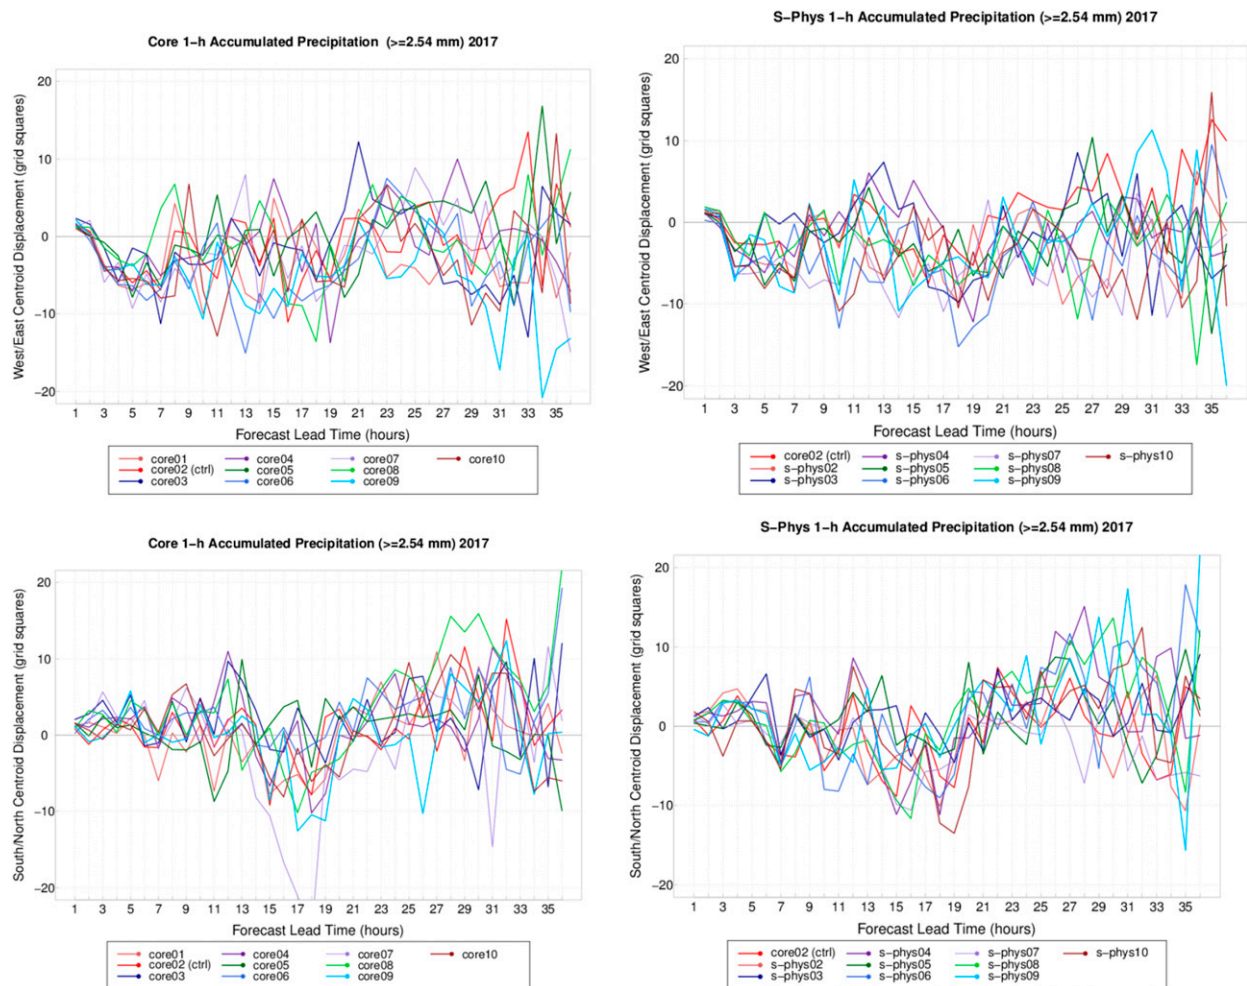 Core 1-h Accumulated Precipitation (>=2.54 mm) 2017
West/East Centroid Displacement (grid squares)
20
10
0
-10
-20
1 3 5 7 9 11 13 15 17 19 21 23 25 27 29 31 33 35
Forecast Lead Time (hours)
core01 core04 core07 core10
core02 (ctrl) core05 core08
core03 core06 core09
S-Phys 1-h Accumulated Precipitation (>=2.54 mm) 2017
West/East Centroid Displacement (grid squares)
20
10
0
-10
-20
1 3 5 7 9 11 13 15 17 19 21 23 25 27 29 31 33 35
Forecast Lead Time (hours)
core02 (ctrl) s-phys04 s-phys07 s-phys10
s-phys02 s-phys05 s-phys08
s-phys03 s-phys06 s-phys09
Core 1-h Accumulated Precipitation (>=2.54 mm) 2017
South/North Centroid Displacement (grid squares)
20
10
0
-10
-20
1 3 5 7 9 11 13 15 17 19 21 23 25 27 29 31 33 35
Forecast Lead Time (hours)
core01 core04 core07 core10
core02 (ctrl) core05 core08
core03 core06 core09
S-Phys 1-h Accumulated Precipitation (>=2.54 mm) 2017
South/North Centroid Displacement (grid squares)
20
10
0
-10
-20
1 3 5 7 9 11 13 15 17 19 21 23 25 27 29 31 33 35
Forecast Lead Time (hours)
core02 (ctrl) s-phys04 s-phys07 s-phys10
s-phys02 s-phys05 s-phys08
s-phys03 s-phys06 s-phys09